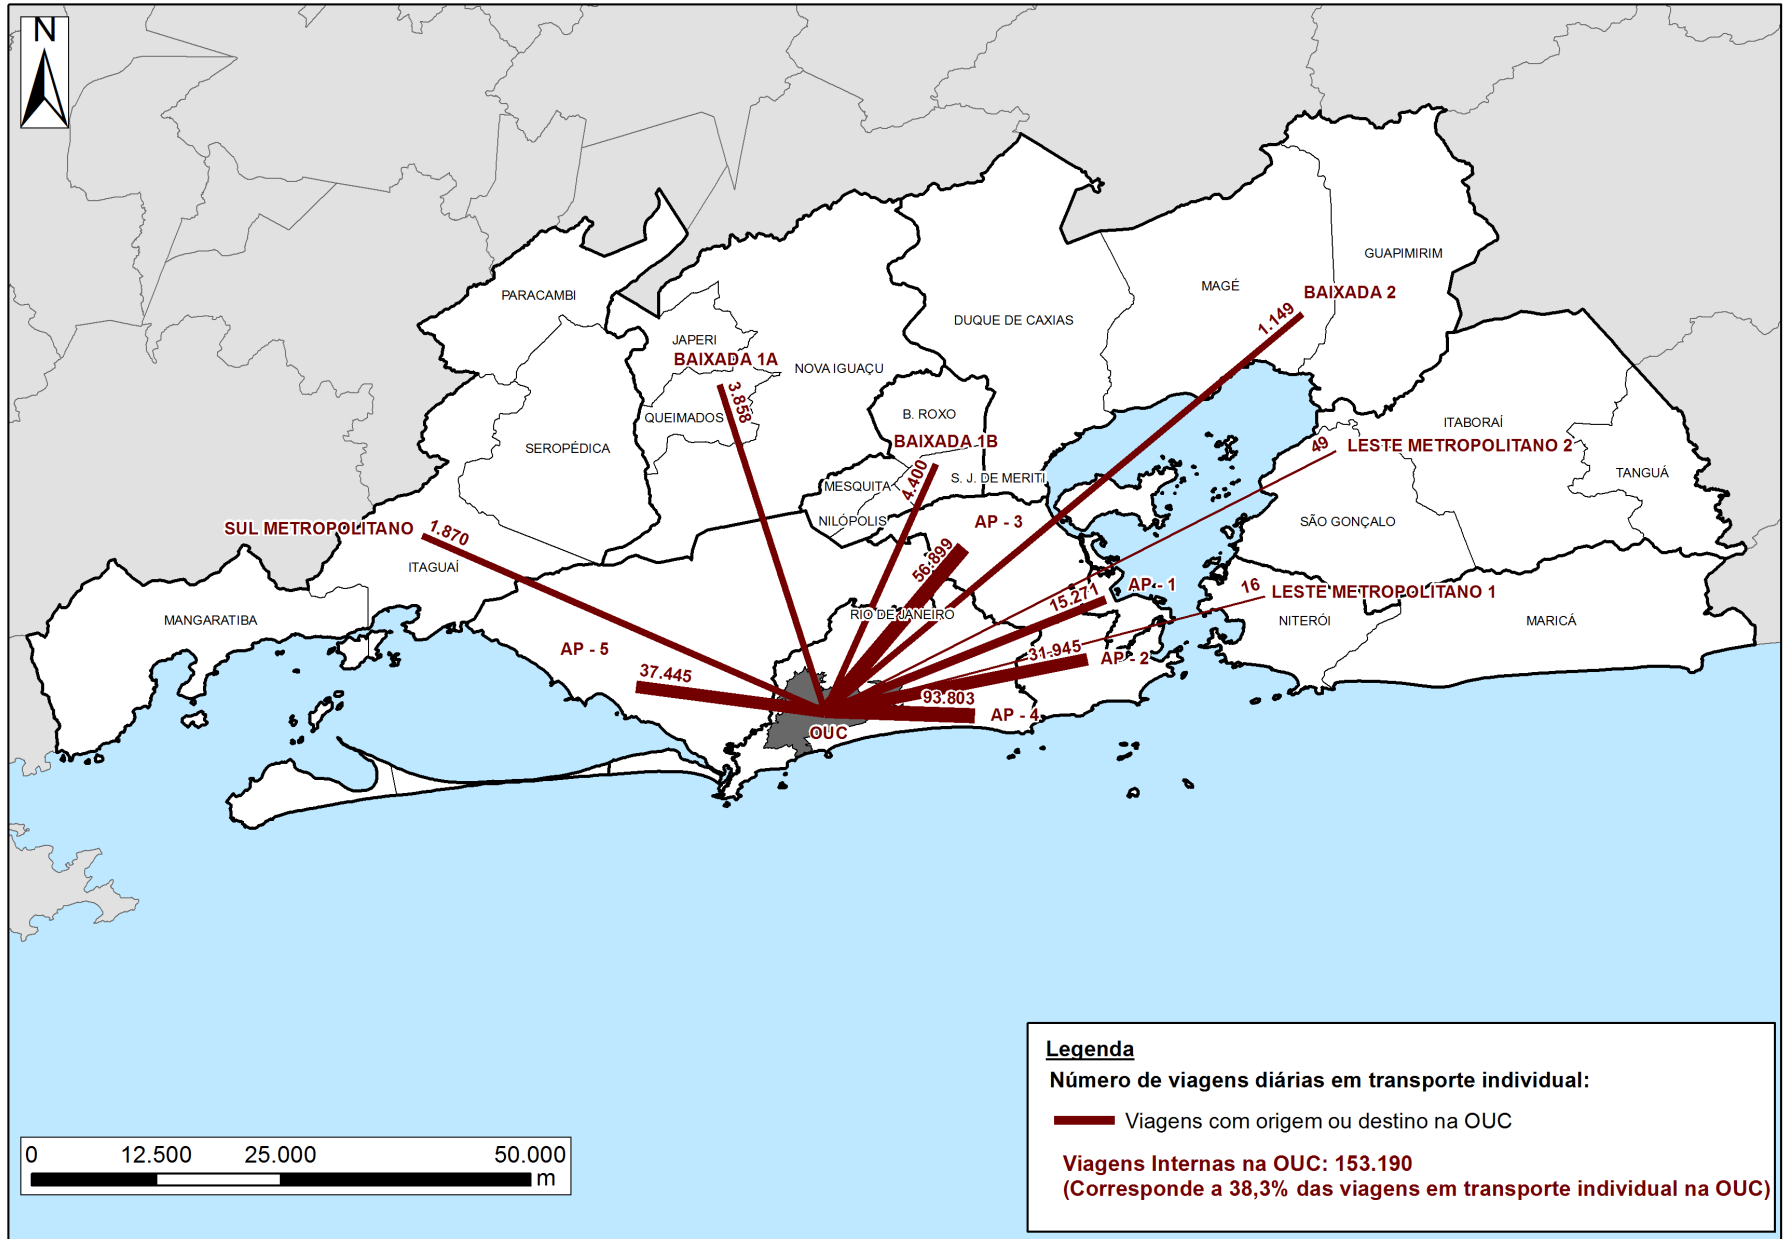 N
GUAPIMIRIM
MAGÉ
BAIXADA 2
PARACAMBI
1.149
DUQUE DE CAXIAS
JAPERI
BAIXADA 1A
NOVA IGUAÇU
3.858
QUEIMADOS
B. ROXO
ITABORAÍ
BAIXADA 1B
49
LESTE METROPOLITANO 2
SEROPÉDICA
TANGUÁ
4.400
S. J. DE MERITI
MESQUITA
NILÓPOLIS
AP - 3
SÃO GONÇALO
SUL METROPOLITANO
1.870
ITAGUAÍ
56.899
AP - 1
15.271
16
LESTE METROPOLITANO 1
RIO DE JANEIRO
MANGARATIBA
NITERÓI
MARICÁ
AP - 5
31.945
AP - 2
37.445
93.803
AP - 4
OUC
Legenda
Número de viagens diárias em transporte individual:
Viagens com origem ou destino na OUC
Viagens Internas na OUC: 153.190
(Corresponde a 38,3% das viagens em transporte individual na OUC)
0 12.500 25.000 50.000
m